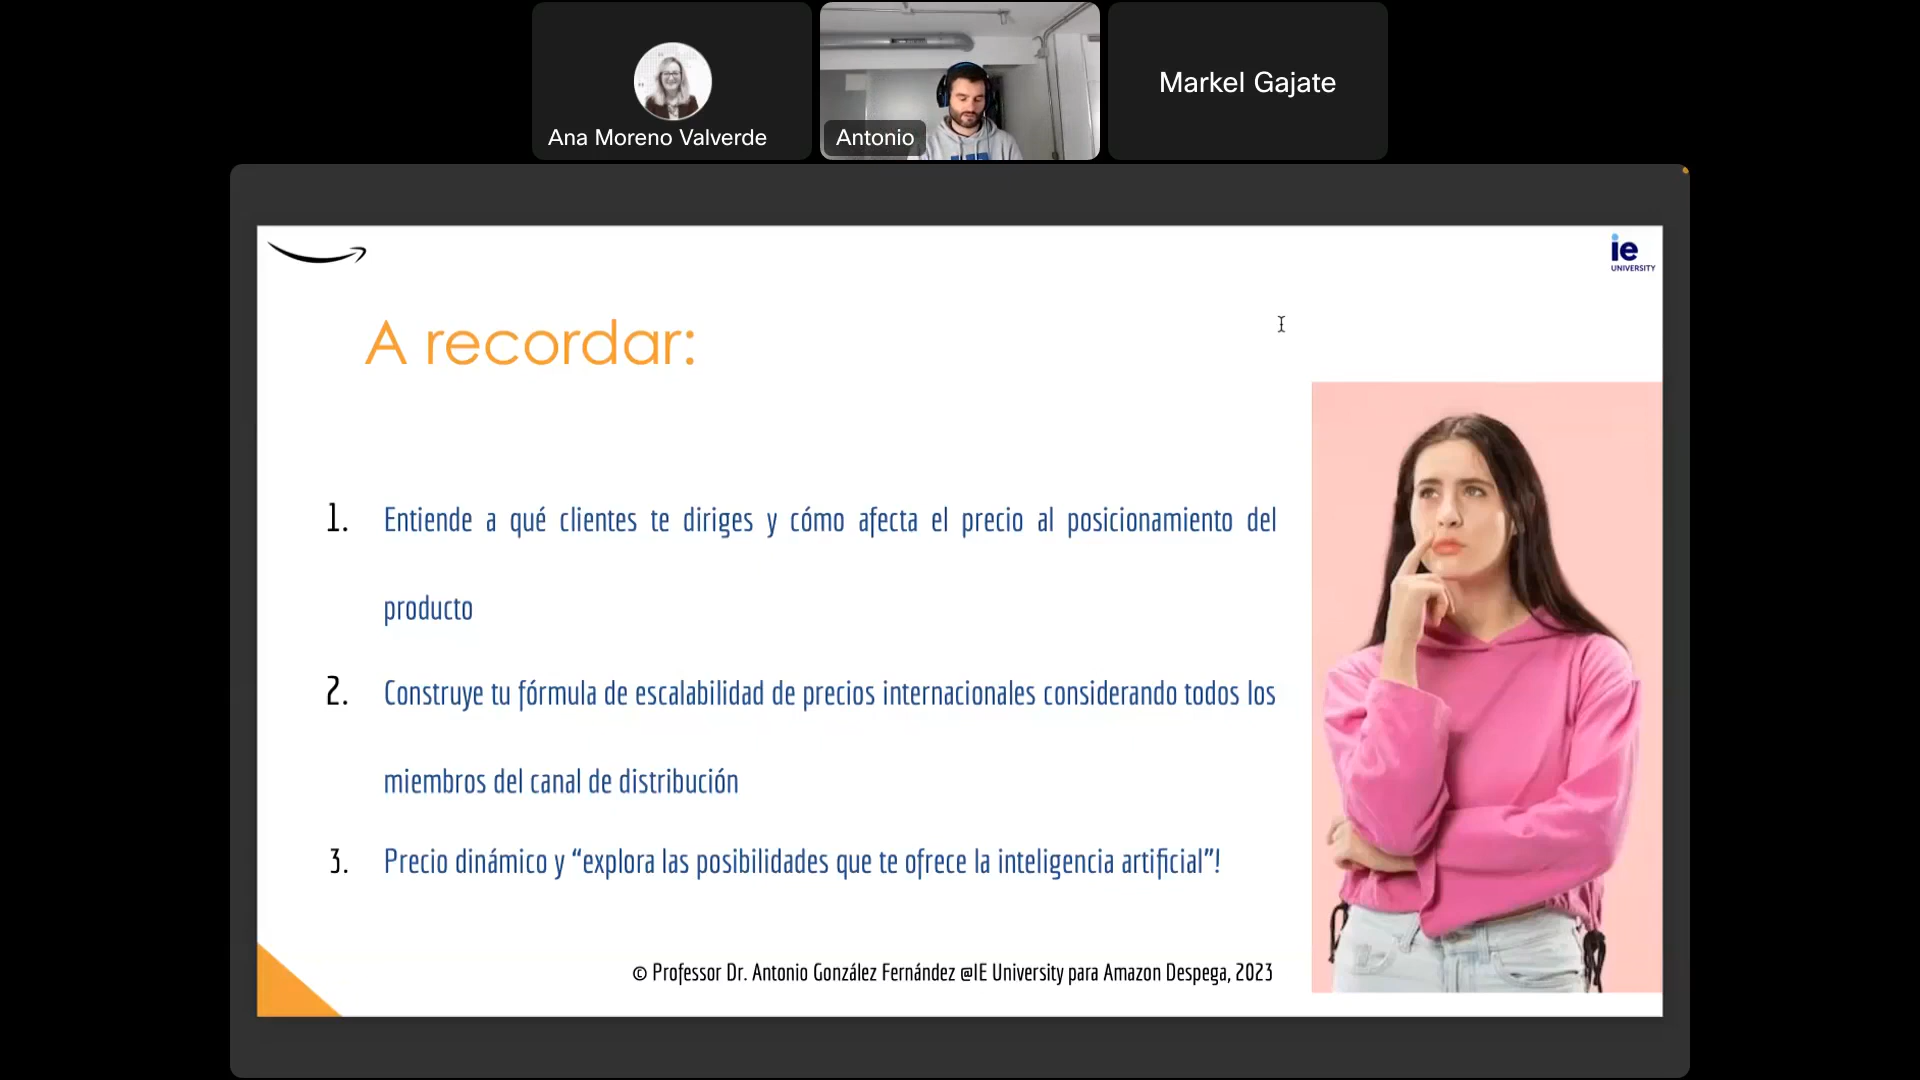 Ana Moreno Valverde
Antonio
Markel Gajate
ie
UNIVERSITY
A recordar:
1. Entiende a qué clientes te diriges y cómo afecta el precio al posicionamiento del
producto
2. Construye tu fórmula de escalabilidad de precios internacionales considerando todos los
miembros del canal de distribución
3. Precio dinámico y “explora las posibilidades que te ofrece la inteligencia artificial”!
© Professor Dr. Antonio González Fernández @IE University para Amazon Despega, 2023